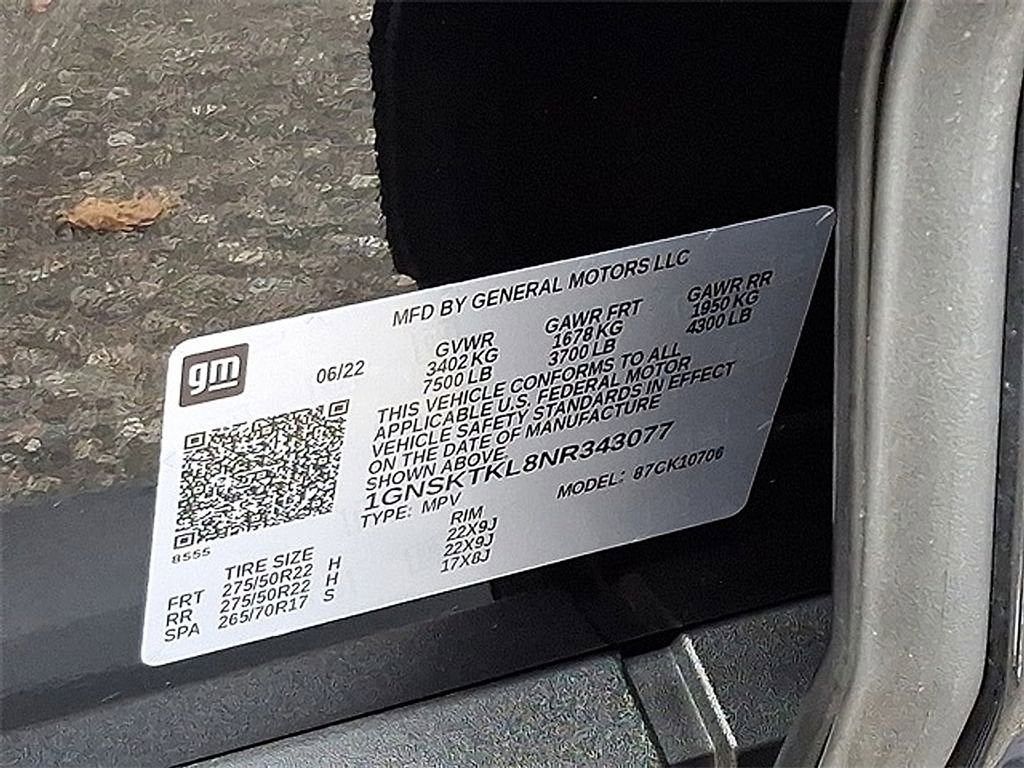 MFD BY GENERAL MOTORS LLC
gm
06/22
GVWR
3402 KG
7500 LB
GAWR FRT
1678 KG
3700 LB
GAWR RR
1950 KG
4300 LB
THIS VEHICLE CONFORMS TO ALL
APPLICABLE U.S. FEDERAL MOTOR
VEHICLE SAFETY STANDARDS IN EFFECT
ON THE DATE OF MANUFACTURE
SHOWN ABOVE.
1GNSKTKL8NR343077
TYPE: MPV
MODEL: 87CK10706
8555
TIRE SIZE RIM
FRT 275/50R22 H 22X9J
RR 275/50R22 H 22X9J
SPA 265/70R17 S 17X8J